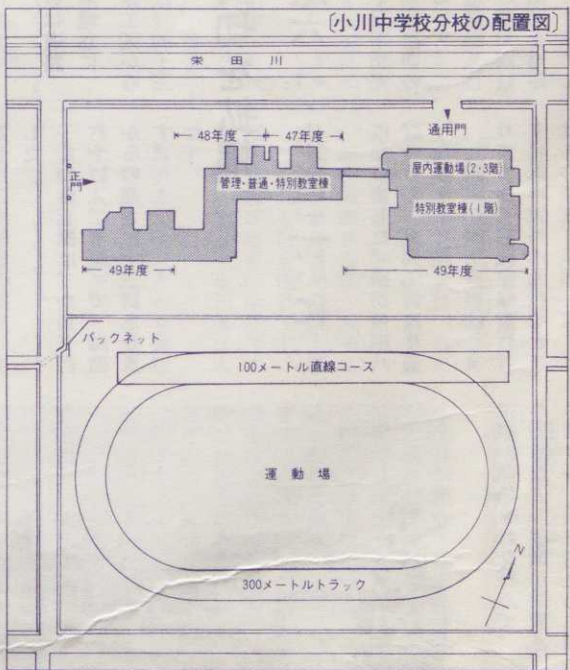 〔小川中学校分校の配置図〕
栄田川
48年度 47年度
通用門
正門
屋内運動場(2・3階)
管理・普通・特別教室棟
特別教室棟(1階)
49年度
49年度
バックネット
100メートル直線コース
運動場
300メートルトラック
N